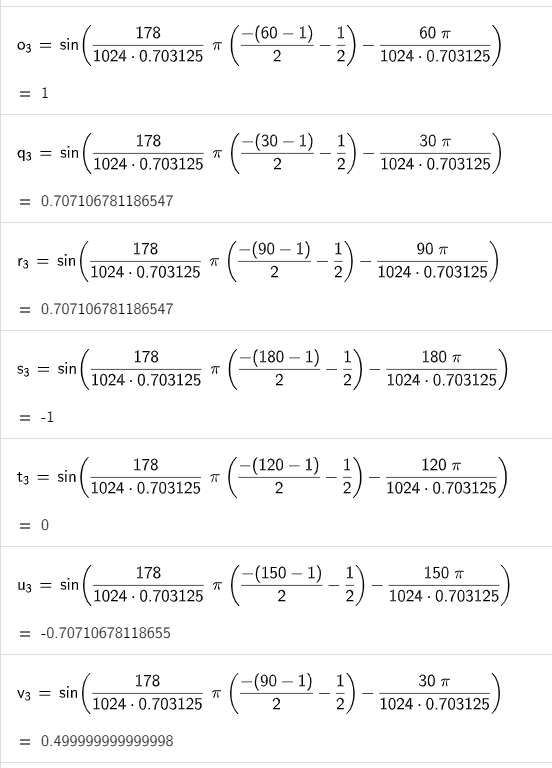 o₃ = sin(178/(1024 · 0.703125) π (−(60 − 1)/2 − 1/2) − 60 π/(1024 · 0.703125))
= 1
q₃ = sin(178/(1024 · 0.703125) π (−(30 − 1)/2 − 1/2) − 30 π/(1024 · 0.703125))
= 0.707106781186547
r₃ = sin(178/(1024 · 0.703125) π (−(90 − 1)/2 − 1/2) − 90 π/(1024 · 0.703125))
= 0.707106781186547
s₃ = sin(178/(1024 · 0.703125) π (−(180 − 1)/2 − 1/2) − 180 π/(1024 · 0.703125))
= -1
t₃ = sin(178/(1024 · 0.703125) π (−(120 − 1)/2 − 1/2) − 120 π/(1024 · 0.703125))
= 0
u₃ = sin(178/(1024 · 0.703125) π (−(150 − 1)/2 − 1/2) − 150 π/(1024 · 0.703125))
= -0.70710678118655
v₃ = sin(178/(1024 · 0.703125) π (−(90 − 1)/2 − 1/2) − 30 π/(1024 · 0.703125))
= 0.499999999999998